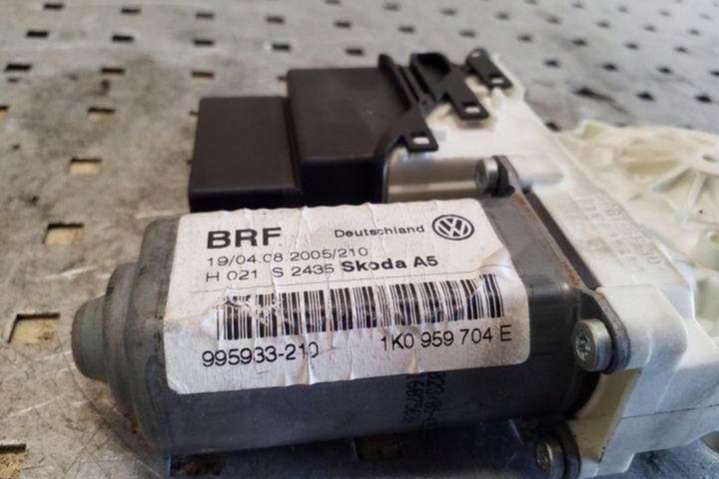 BRF Deutschland
19/04.08.2005/210
H 021 S 2435 Skoda A5
995933-210 1K0 959 704 E